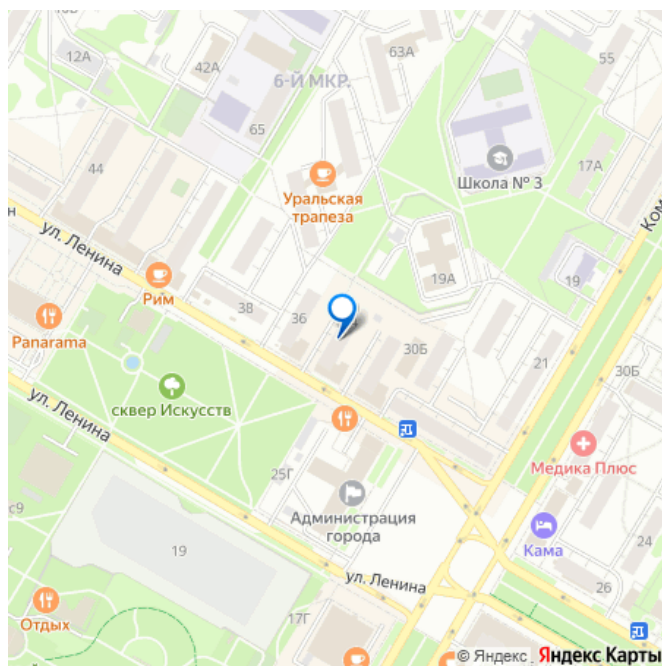 12А
42А
63А
55
6-Й МКР.
65
44
17А
Школа № 3
Уральская
трапеза
Ком
н
ул. Ленина
19А
19
Рим
38
36
Panarama
30Б
21
30Б
сквер Искусств
ул. Ленина
Медика Плюс
25Г
Администрация
города
с9
19
Кама
24
ул. Ленина
26
17Г
Отдых
© Яндекс
Яндекс Карты